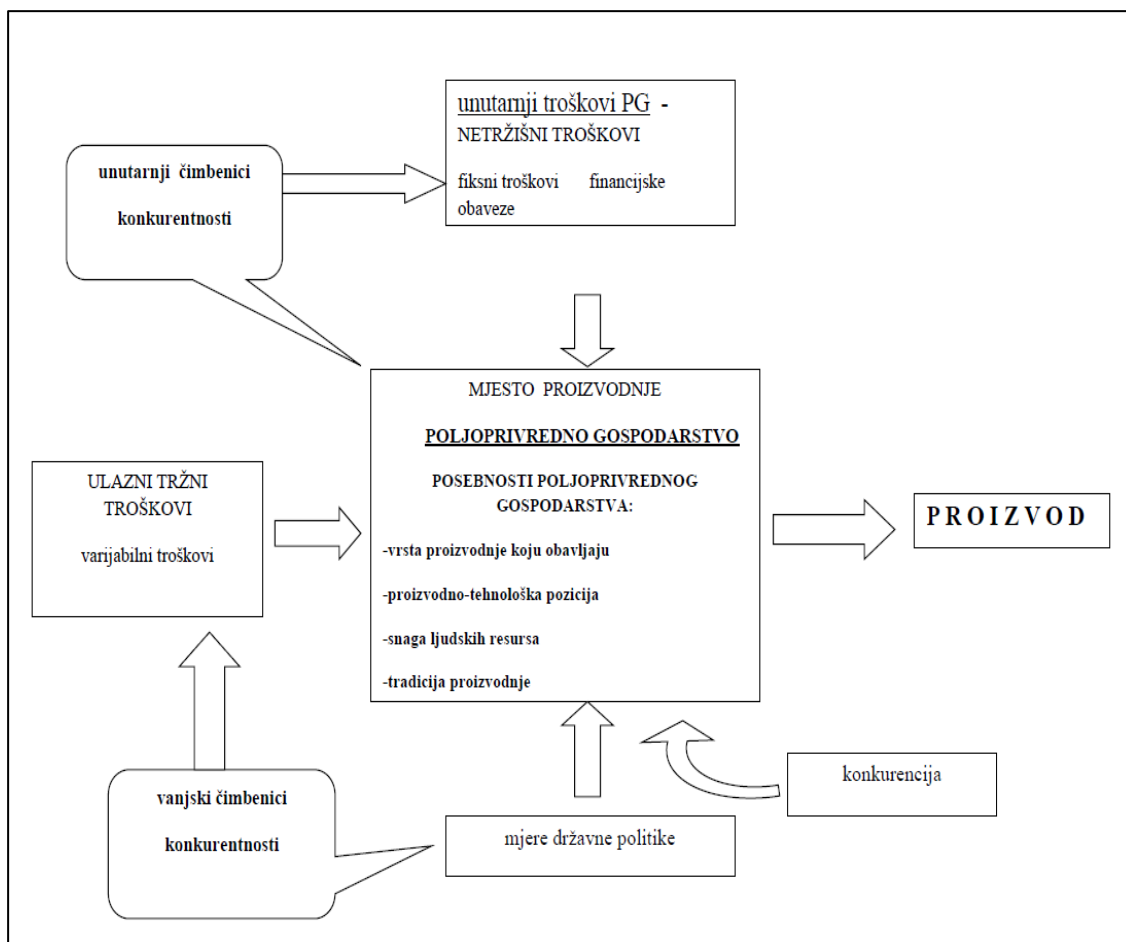 unutarnji troškovi PG -
NETRŽIŠNI TROŠKOVI
fiksni troškovi financijske
obaveze
unutarnji čimbenici
konkurentnosti
MJESTO PROIZVODNJE
POLJOPRIVREDNO GOSPODARSTVO
POSEBNOSTI POLJOPRIVREDNOG
GOSPODARSTVA:
-vrsta proizvodnje koju obavljaju
-proizvodno-tehnološka pozicija
-snaga ljudskih resursa
-tradicija proizvodnje
ULAZNI TRŽNI
TROŠKOVI
varijabilni troškovi
PROIZVOD
vanjski čimbenici
konkurentnosti
mjere državne politike
konkurencija